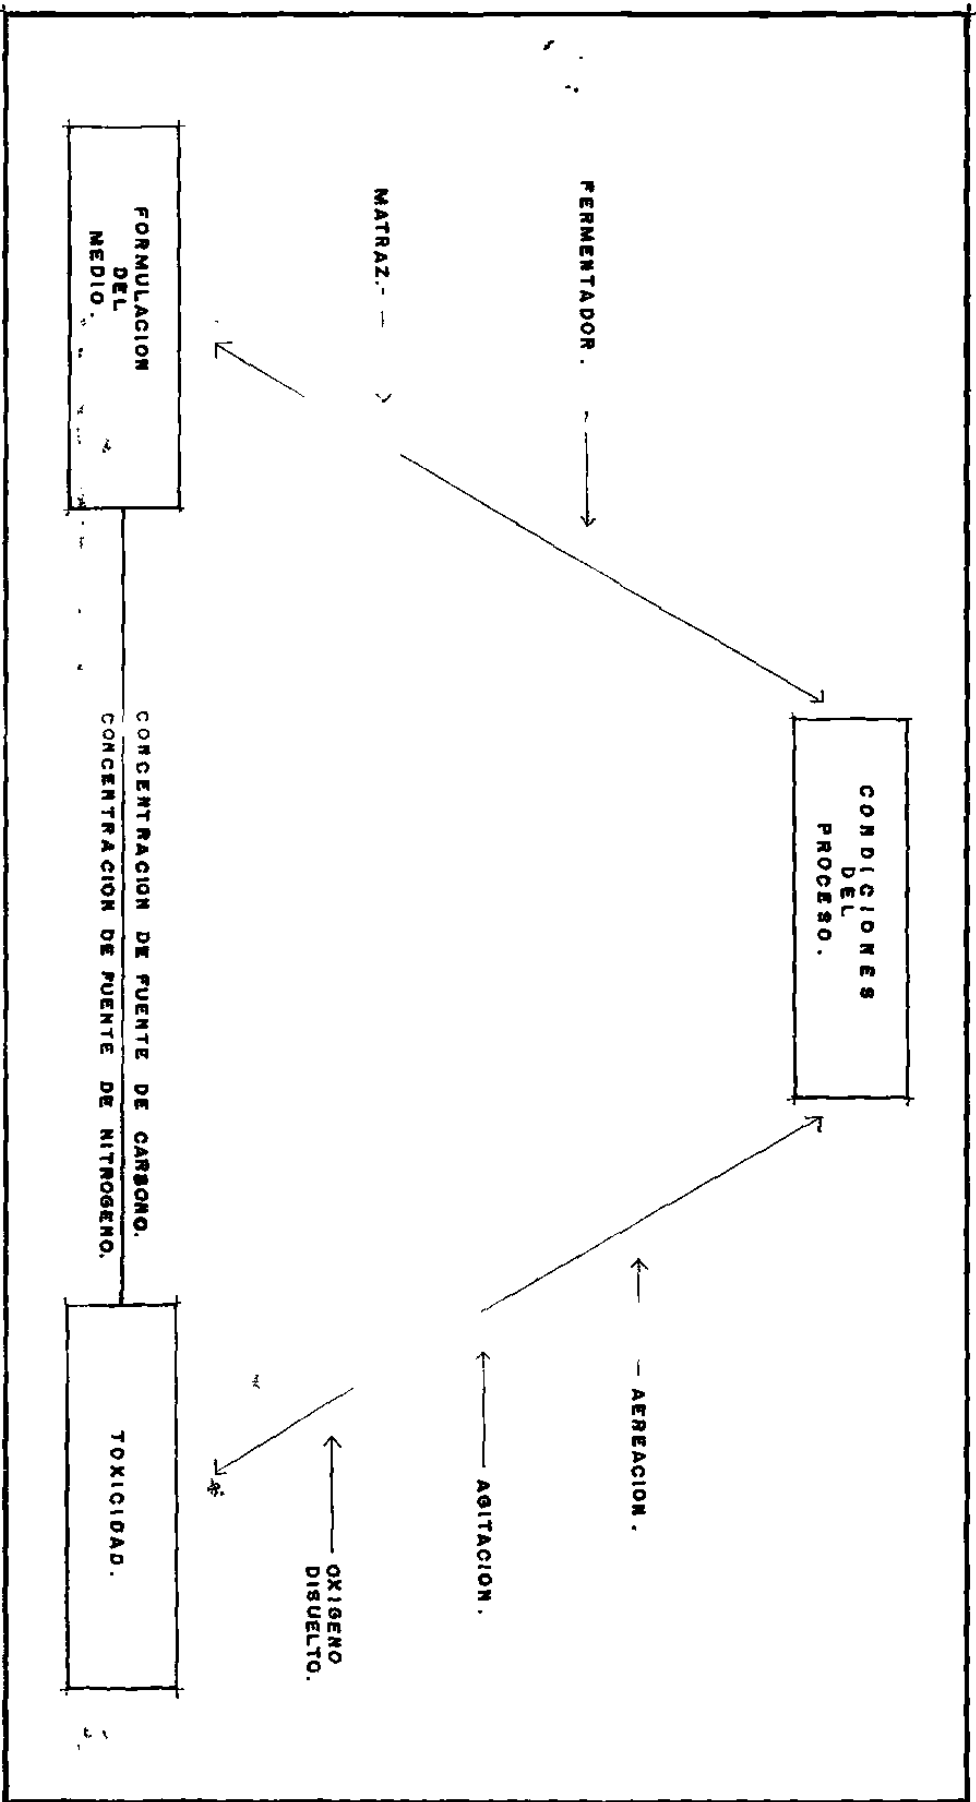 CONDICIONES
DEL
PROCESO.
FERMENTADOR.
AEREACION.
AGITACION.
MATRAZ.
OXIGENO
DISUELTO.
FORMULACION
DEL
MEDIO.
CONCENTRACION DE FUENTE DE CARBONO.
CONCENTRACION DE FUENTE DE NITROGENO.
TOXICIDAD.